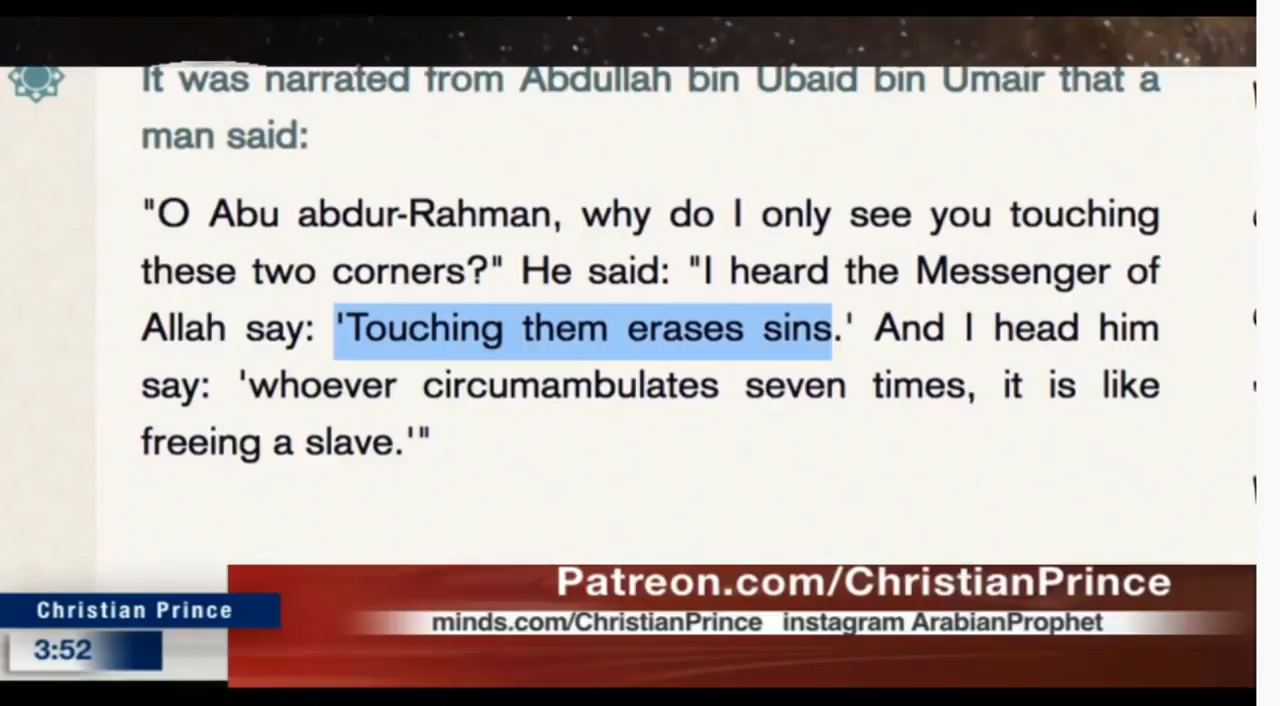 It was narrated from Abdullah bin Ubaid bin Umair that a
man said:
"O Abu abdur-Rahman, why do I only see you touching
these two corners?" He said: "I heard the Messenger of
Allah say: 'Touching them erases sins.' And I head him
say: 'whoever circumambulates seven times, it is like
freeing a slave.'"
Patreon.com/ChristianPrince
Christian Prince
minds.com/ChristianPrince instagram ArabianProphet
3:52